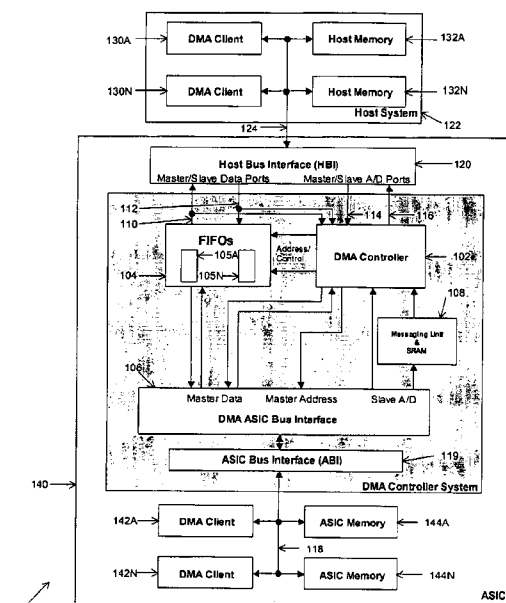 130A
DMA Client
Host Memory
132A
130N
DMA Client
Host Memory
132N
Host System
124
122
Host Bus Interface (HBI)
120
Master/Slave Data Ports
Master/Slave A/D Ports
112
110
114
116
FIFOs
105A
105N
104
Address/
Control
DMA Controller
102
108
Messaging Unit
&
SRAM
106
Master Data
Master Address
Slave A/D
DMA ASIC Bus Interface
ASIC Bus Interface (ABI)
119
140
DMA Controller System
142A
DMA Client
ASIC Memory
144A
118
142N
DMA Client
ASIC Memory
144N
ASIC